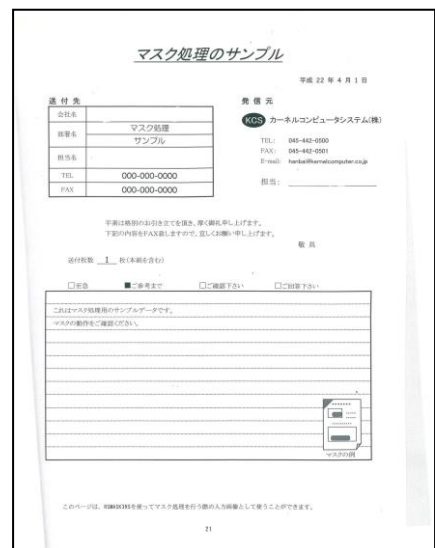 マスク処理のサンプル
平成 22 年 4 月 1 日
送付先
会社名
部署名
マスク処理
サンプル
担当名
TEL 000-000-0000
FAX 000-000-0000
発信元
KCS カーネルコンピュータシステム(株)
TEL: 045-442-0500
FAX: 045-442-0501
E-mail: hanbai@kernelcomputer.co.jp
担当:
平素は格別のお引き立てを頂き、厚く御礼申し上げます。
下記の内容をFAX致しますので、宜しくお願い申し上げます。
敬具
送付枚数 1 枚(本紙を含む)
□至急 ■ご参考まで □ご確認下さい □ご回答下さい
これはマスク処理用のサンプルデータです。
マスクの動作をご確認ください。
マスクの例
このページは、を使ってマスク処理を行う際の入力画像として使うことができます。
21